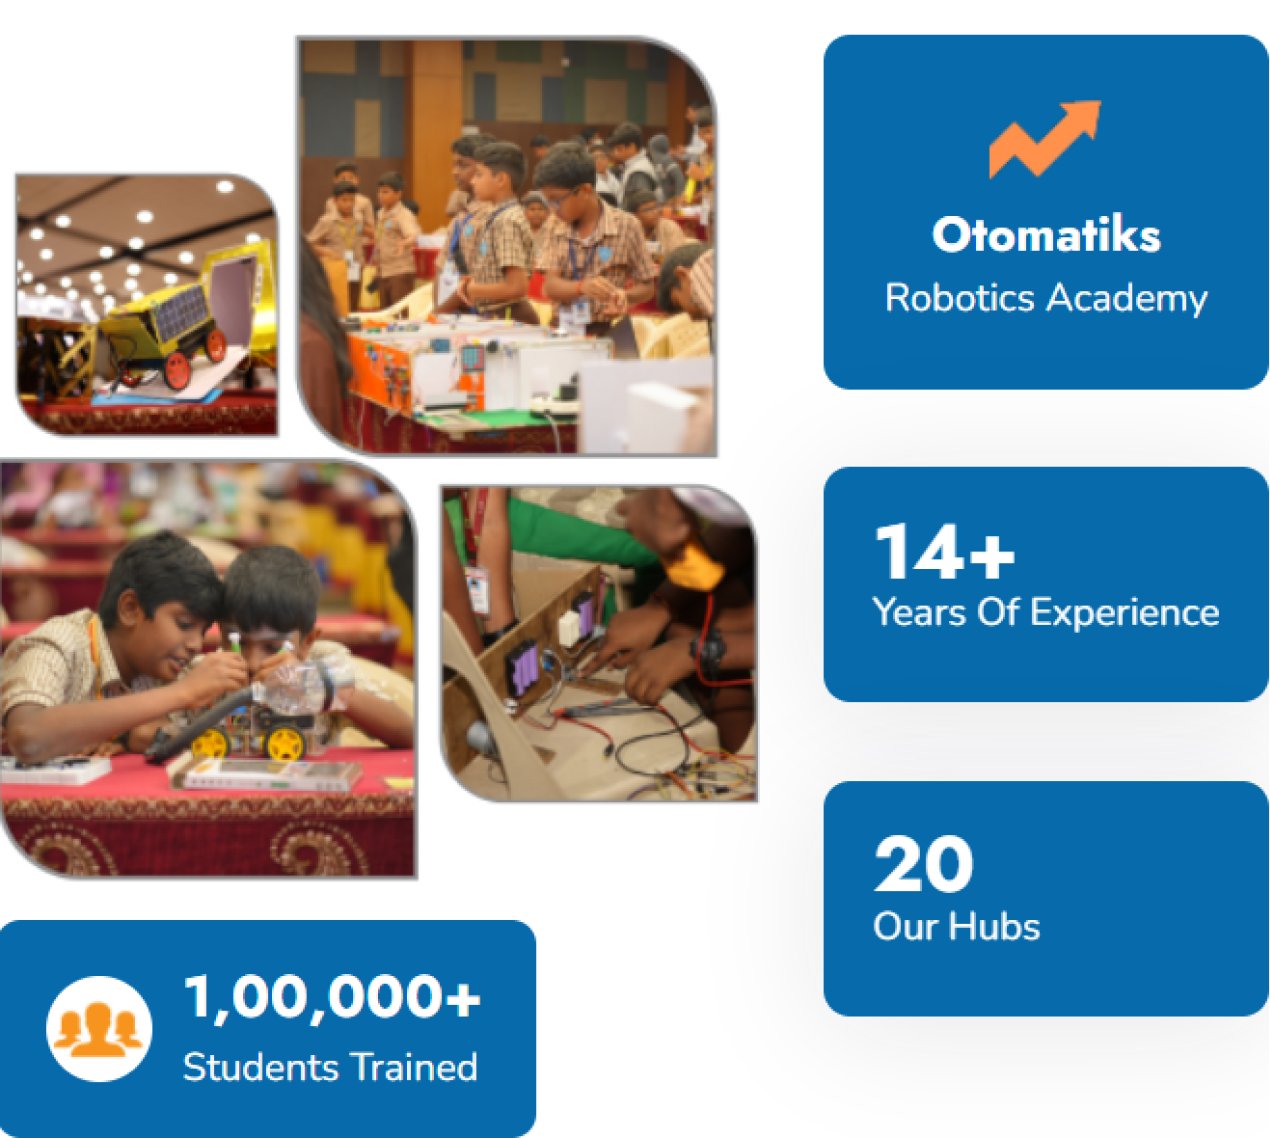 Otomatiks
Robotics Academy
14+
Years Of Experience
20
Our Hubs
1,00,000+
Students Trained